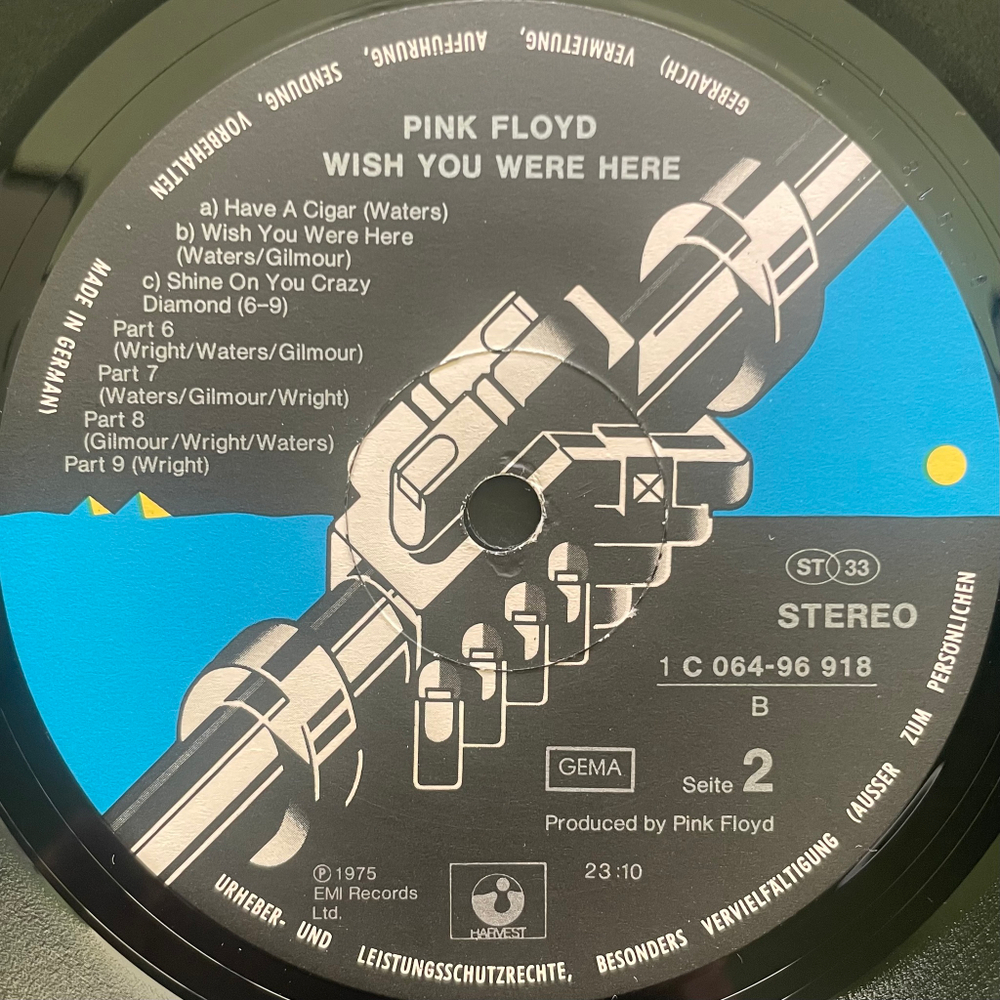 PINK FLOYD
WISH YOU WERE HERE
a) Have A Cigar (Waters)
b) Wish You Were Here
(Waters/Gilmour)
c) Shine On You Crazy
Diamond (6–9)
Part 6
(Wright/Waters/Gilmour)
Part 7
(Waters/Gilmour/Wright)
Part 8
(Gilmour/Wright/Waters)
Part 9 (Wright)
ST 33
STEREO
1 C 064-96 918
B
GEMA
Seite 2
Produced by Pink Floyd
23:10
Ⓟ 1975
EMI Records
Ltd.
HARVEST
MADE IN GERMANY
URHEBER- UND LEISTUNGSSCHUTZRECHTE, BESONDERS VERVIELFÄLTIGUNG (AUSSER ZUM PERSÖNLICHEN GEBRAUCH) VERMIETUNG, AUFFÜHRUNG, SENDUNG, VORBEHALTEN